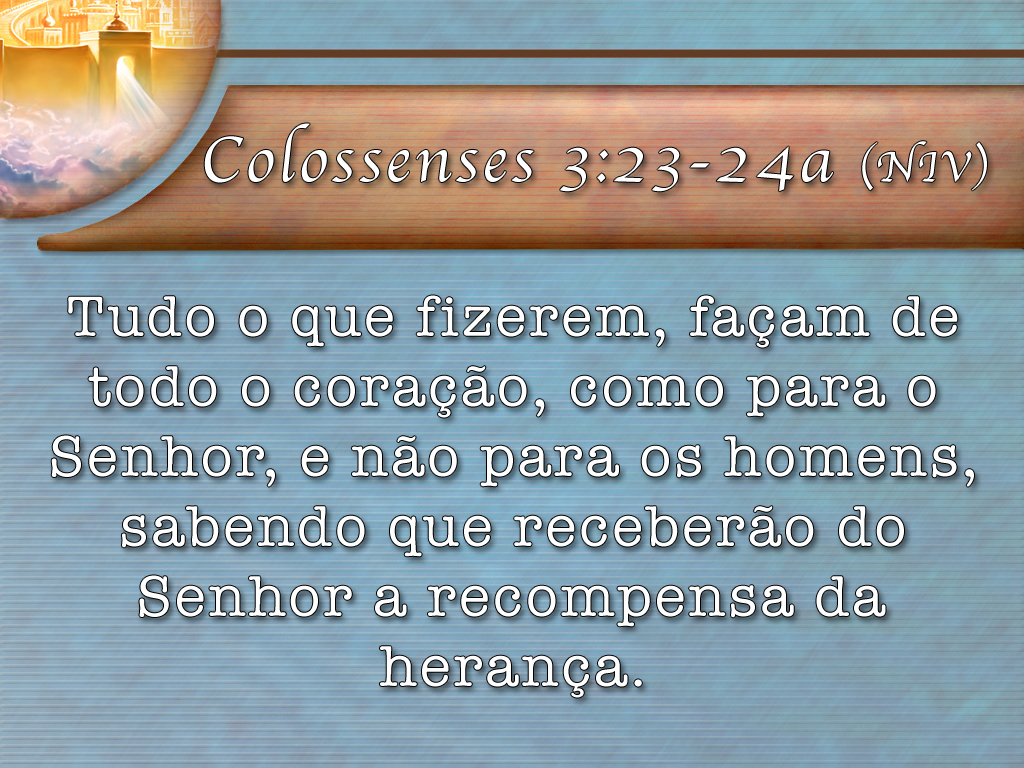 Colossenses 3:23-24a (NIV)
Tudo o que fizerem, façam de
todo o coração, como para o
Senhor, e não para os homens,
sabendo que receberão do
Senhor a recompensa da
herança.